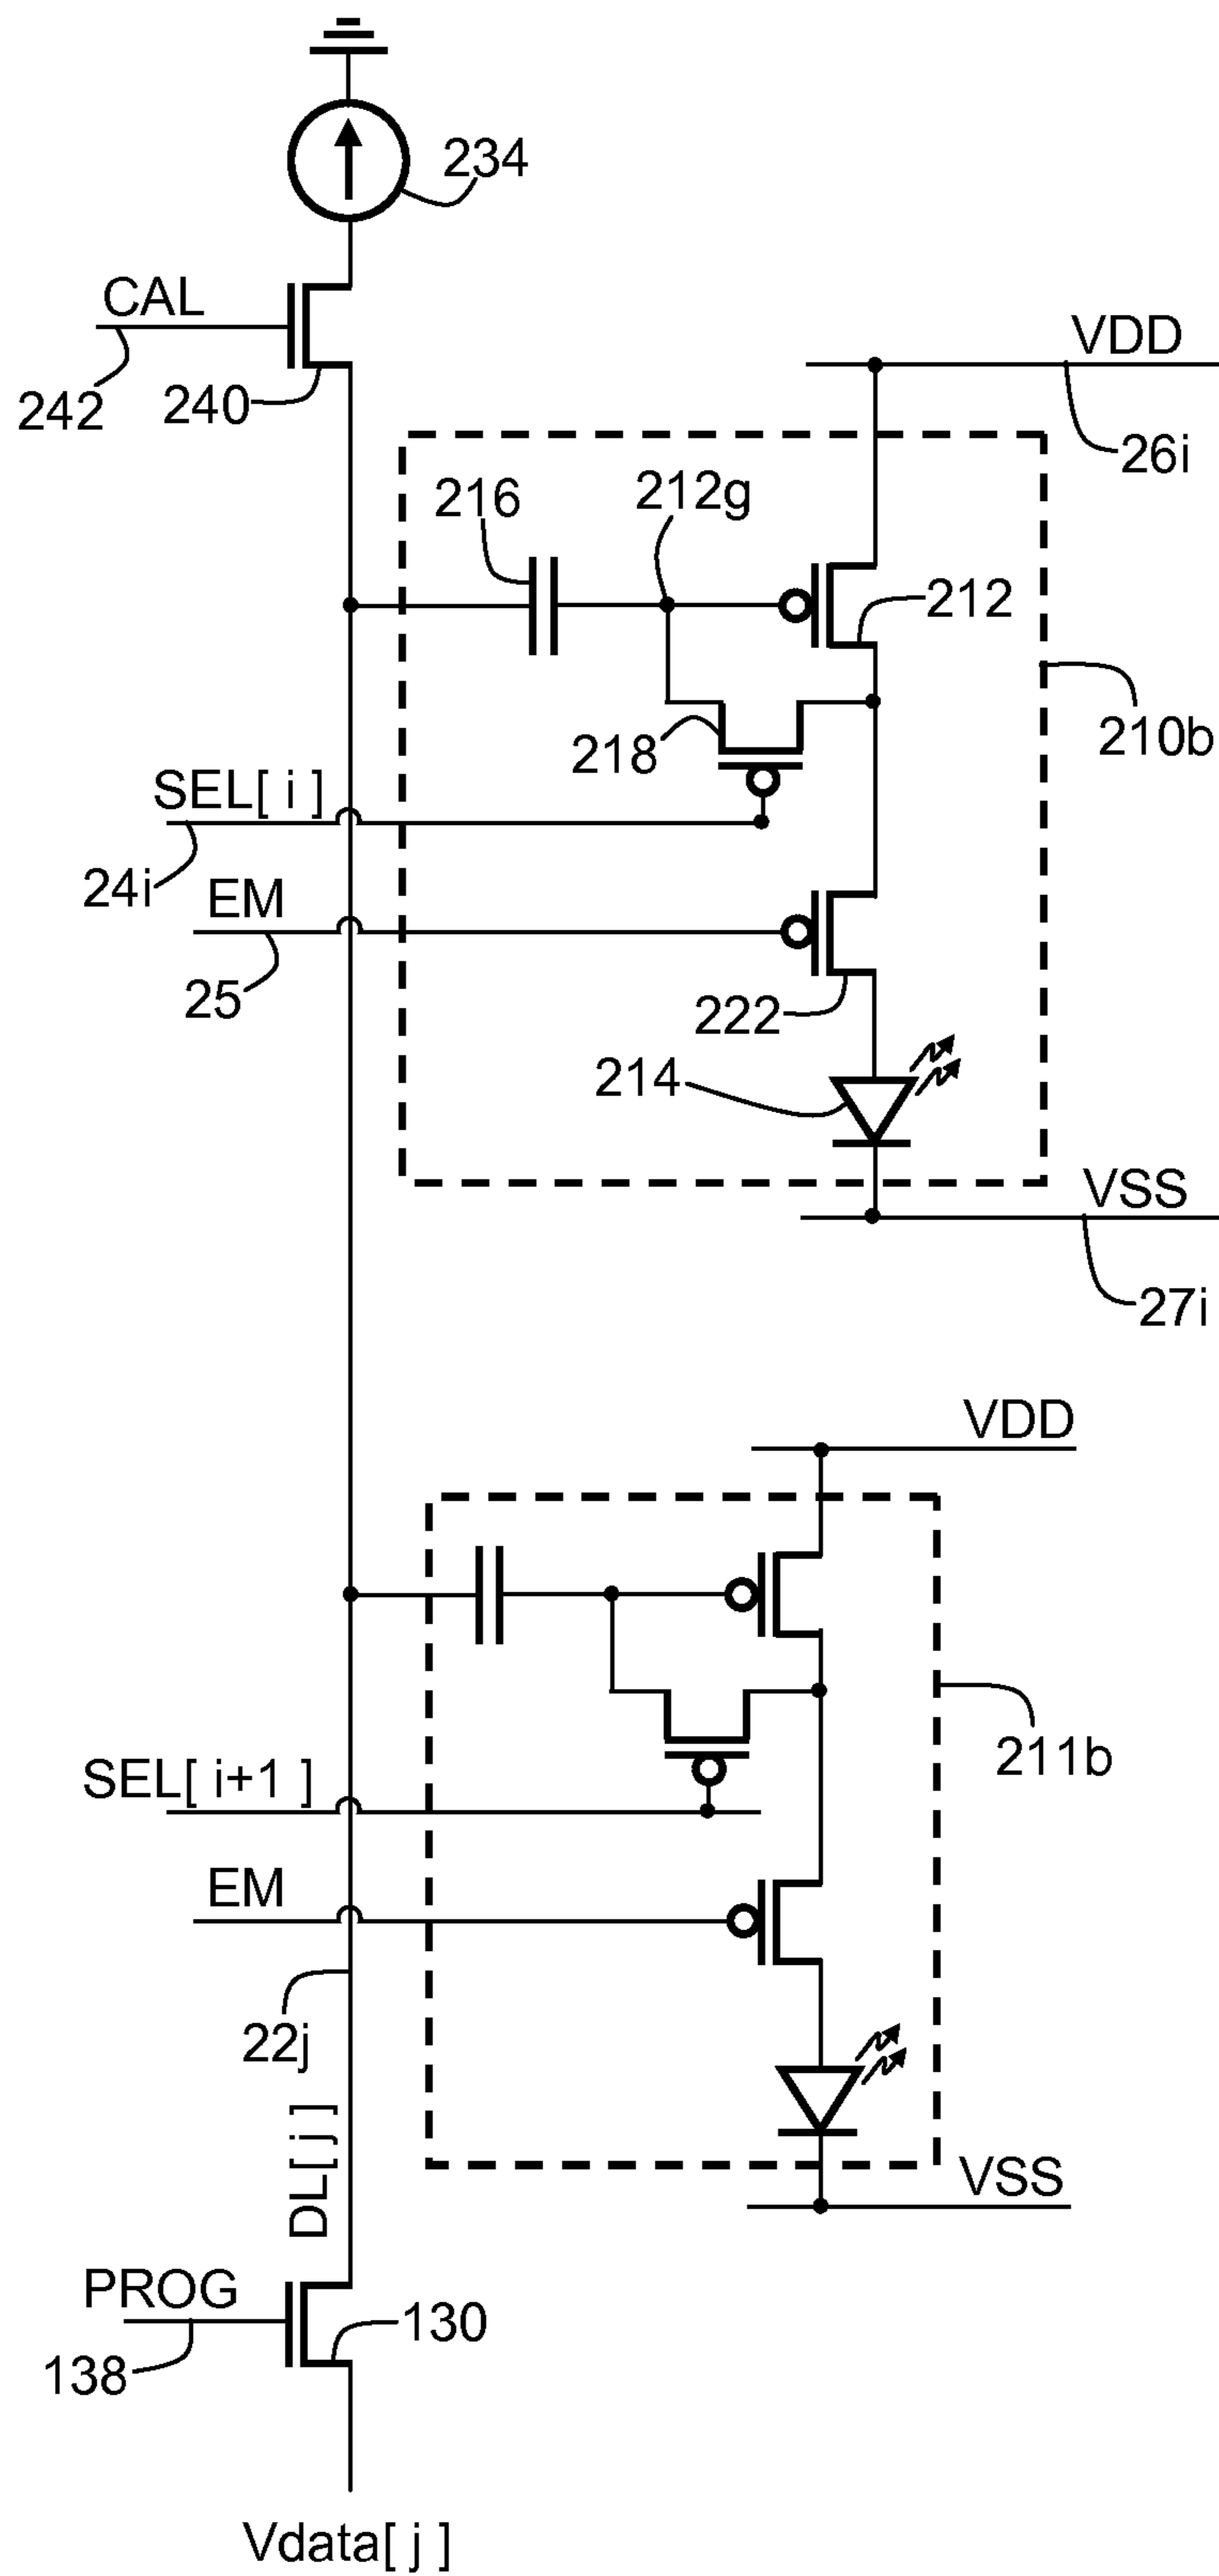 234
CAL
242
240
VDD
26i
216
212g
212
210b
218
SEL[ i ]
24i
EM
25
222
214
VSS
27i
VDD
211b
SEL[ i+1 ]
EM
22j
DL[ j ]
VSS
PROG
138
130
Vdata[ j ]